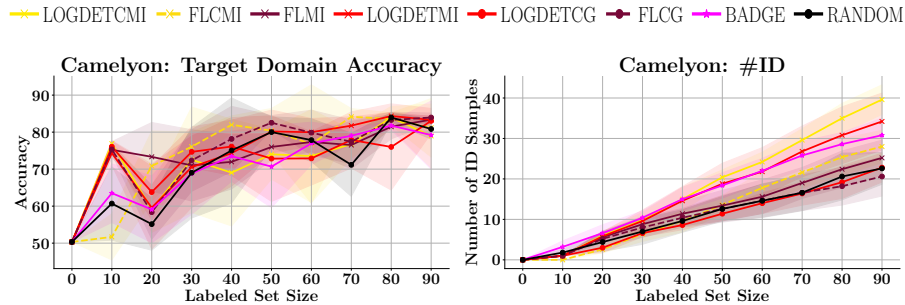 LOGDETCMI FLCMI FLMI LOGDETMI LOGDETCG FLCG BADGE RANDOM
Camelyon: Target Domain Accuracy
Accuracy
90
80
70
60
50
0 10 20 30 40 50 60 70 80 90
Labeled Set Size
Camelyon: #ID
Number of ID Samples
40
30
20
10
0
0 10 20 30 40 50 60 70 80 90
Labeled Set Size